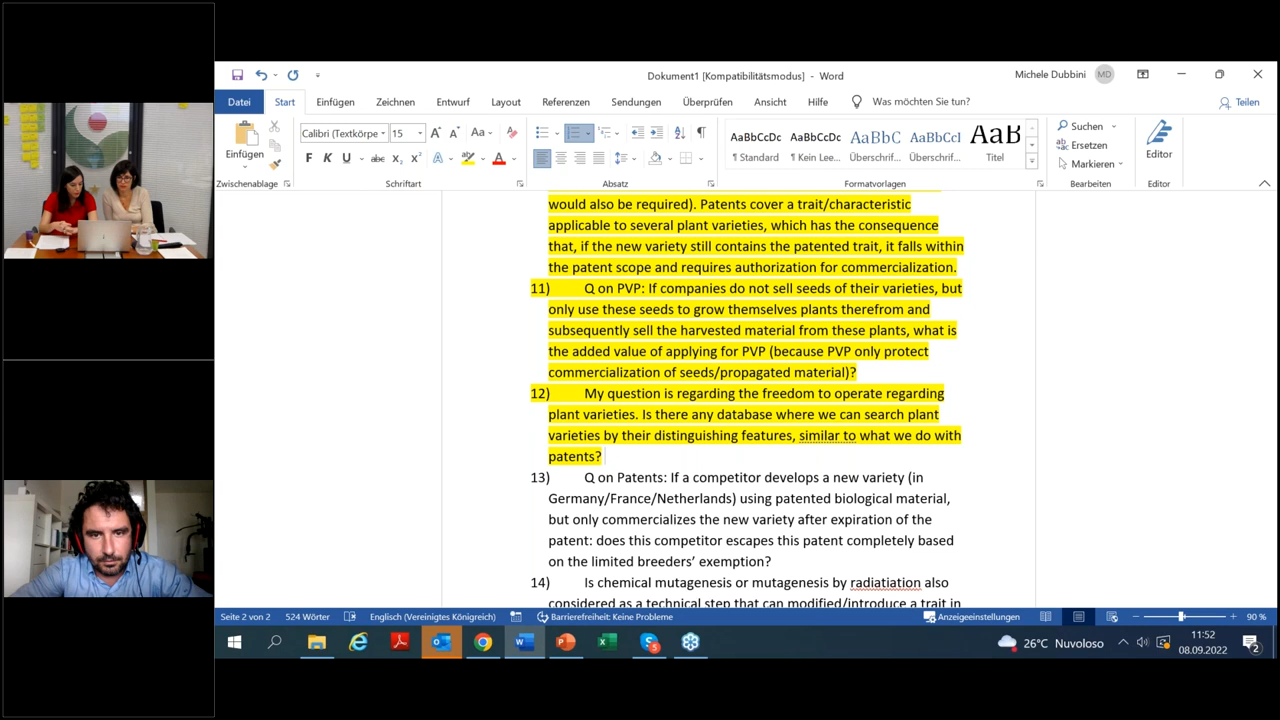 Dokument1 [Kompatibilitätsmodus] - Word
Michele Dubbini
MD
Datei
Start
Einfügen
Zeichnen
Entwurf
Layout
Referenzen
Sendungen
Überprüfen
Ansicht
Hilfe
Was möchten Sie tun?
Teilen
Einfügen
Calibri (Textkörpe
15
Aa
F K U abc x₂ x²
AaBbCcDc
AaBbCcDc
AaBbC
AaBbCcI
AaB
¶ Standard
¶ Kein Lee...
Überschrif...
Überschrif...
Titel
Suchen
Ersetzen
Markieren
Editor
Zwischenablage
Schriftart
Absatz
Formatvorlagen
Bearbeiten
Editor
would also be required). Patents cover a trait/characteristic
applicable to several plant varieties, which has the consequence
that, if the new variety still contains the patented trait, it falls within
the patent scope and requires authorization for commercialization.
11) Q on PVP: If companies do not sell seeds of their varieties, but
only use these seeds to grow themselves plants therefrom and
subsequently sell the harvested material from these plants, what is
the added value of applying for PVP (because PVP only protect
commercialization of seeds/propagated material)?
12) My question is regarding the freedom to operate regarding
plant varieties. Is there any database where we can search plant
varieties by their distinguishing features, similar to what we do with
patents?
13) Q on Patents: If a competitor develops a new variety (in
Germany/France/Netherlands) using patented biological material,
but only commercializes the new variety after expiration of the
patent: does this competitor escapes this patent completely based
on the limited breeders' exemption?
14) Is chemical mutagenesis or mutagenesis by radiatiation also
considered as a technical step that can modified/introduce a trait in
Seite 2 von 2
524 Wörter
Englisch (Vereinigtes Königreich)
Barrierefreiheit: Keine Probleme
Anzeigeeinstellungen
90 %
26°C Nuvoloso
11:52
08.09.2022
5
2